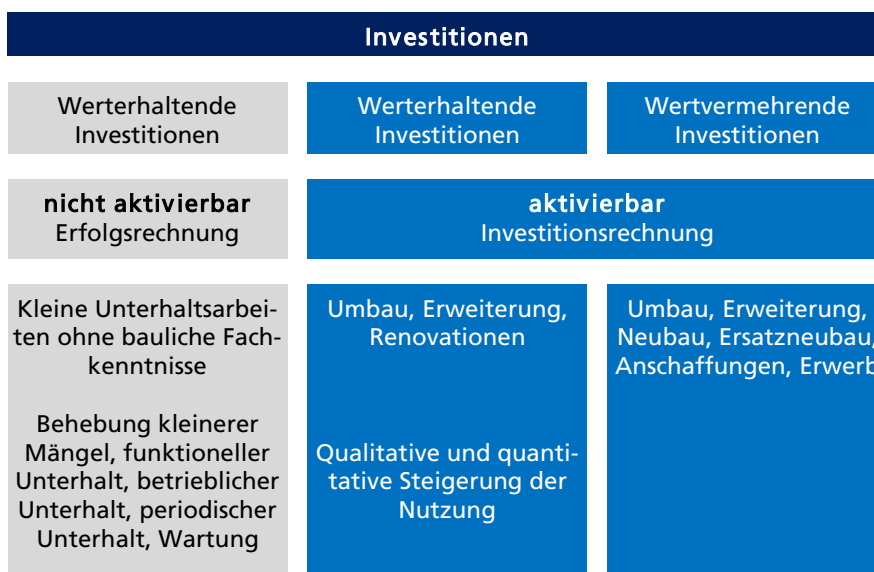 Investitionen
Werterhaltende
Investitionen
Werterhaltende
Investitionen
Wertvermehrende
Investitionen
nicht aktivierbar
Erfolgsrechnung
aktivierbar
Investitionsrechnung
Kleine Unterhaltsarbei-
ten ohne bauliche Fach-
kenntnisse
Behebung kleinerer
Mängel, funktioneller
Unterhalt, betrieblicher
Unterhalt, periodischer
Unterhalt, Wartung
Umbau, Erweiterung,
Renovationen
Qualitative und quanti-
tative Steigerung der
Nutzung
Umbau, Erweiterung,
Neubau, Ersatzneubau,
Anschaffungen, Erwerb